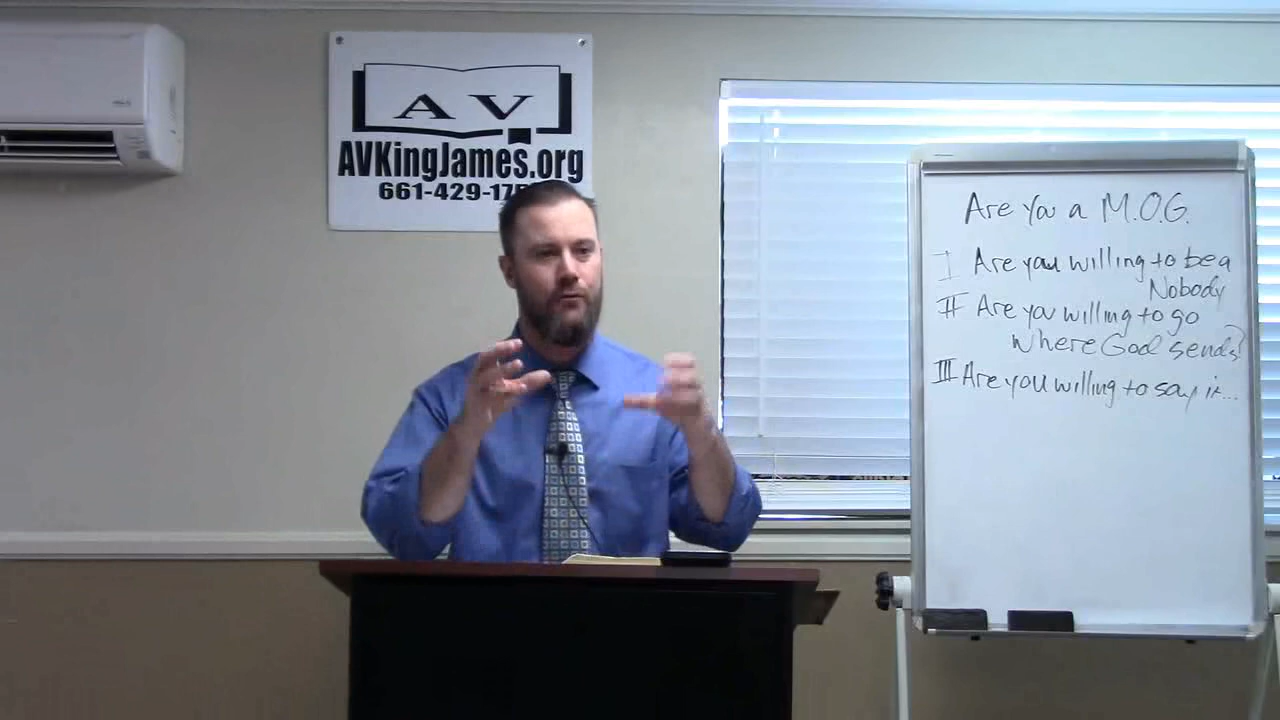 A V
AVKingJames.org
661-429-17
Are You a M.O.G.
I Are you willing to be a
Nobody
II Are you willing to go
where God sends?
III Are you willing to say it...